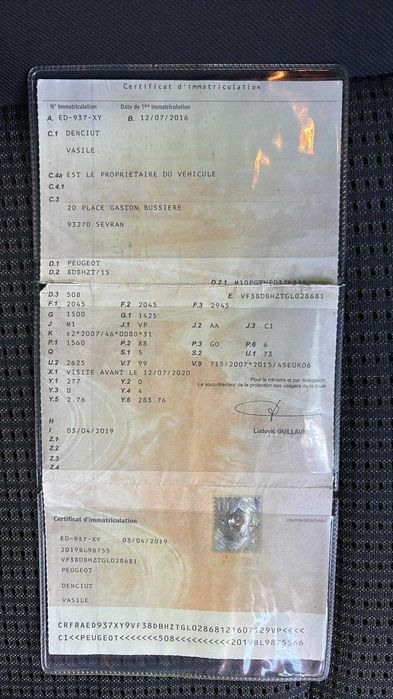 Certificat d'immatriculation
N° Immatriculation Date de 1ère immatriculation
A. ED-937-XY B. 12/07/2016
C.1 DENCIUT
VASILE
C.4a EST LE PROPRIÉTAIRE DU VÉHICULE
C.4.1
C.3
20 PLACE GASTON BUSSIERE
93270 SEVRAN
D.1 PEUGEOT
D.2 8DBHZT/1S
D.2.1
D.3 508 E. VF38DBHZTGL028681
F.1 2045 F.2 2045 F.3 2945
G 1500 G.1 1425
J M1 J.1 VP J.2 AA J.3 CI
K e2*2007/46*0080*31
P.1 1560 P.2 88 P.3 GO P.6 6
Q S.1 5 S.2 U.1 73
U.2 2625 V.7 99 V.9 715/2007*2015/45EURO6
X.1 VISITE AVANT LE 12/07/2020
Y.1 277 Y.2 0 Pour le ministre et par délégation
Y.3 0 Y.4 4 Le sous-directeur de la protection des usagers de la route
Y.5 2.76 Y.6 283.76
H
I 03/04/2019 Ludovic GUILLAUME
Z.1
Z.2
Z.3
Z.4
Certificat d'immatriculation COUPON DÉTACHABLE
ED-937-XY 03/04/2019
2019BL98755
VF38DBHZTGL028681
PEUGEOT
DENCIUT
VASILE
CRFRAED937XY9VF38DBHZTGL02868121607129VP<<<<
CI<<PEUGEOT<<<<<<<508<<<<<<<<<<2019BL9875566